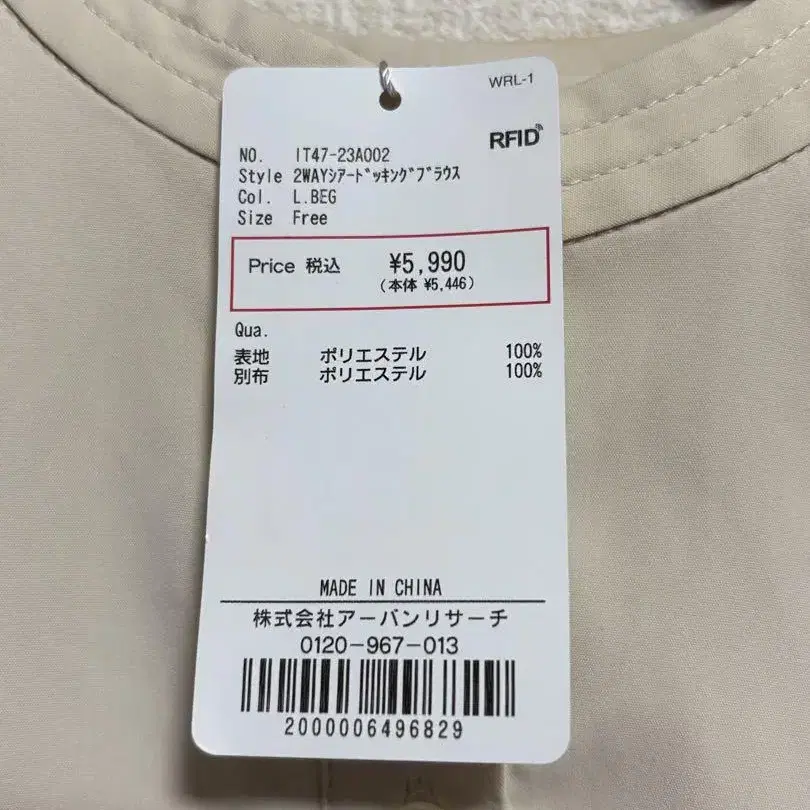 WRL-1
RFID
NO. IT47-23A002
Style 2WAYｼｱｰﾄﾞｯｷﾝｸﾞﾌﾞﾗｳｽ
Col. L.BEG
Size Free
Price 税込 ¥5,990
(本体 ¥5,446)
Qua.
表地 ポリエステル 100%
別布 ポリエステル 100%
MADE IN CHINA
株式会社アーバンリサーチ
0120-967-013
2000006496829